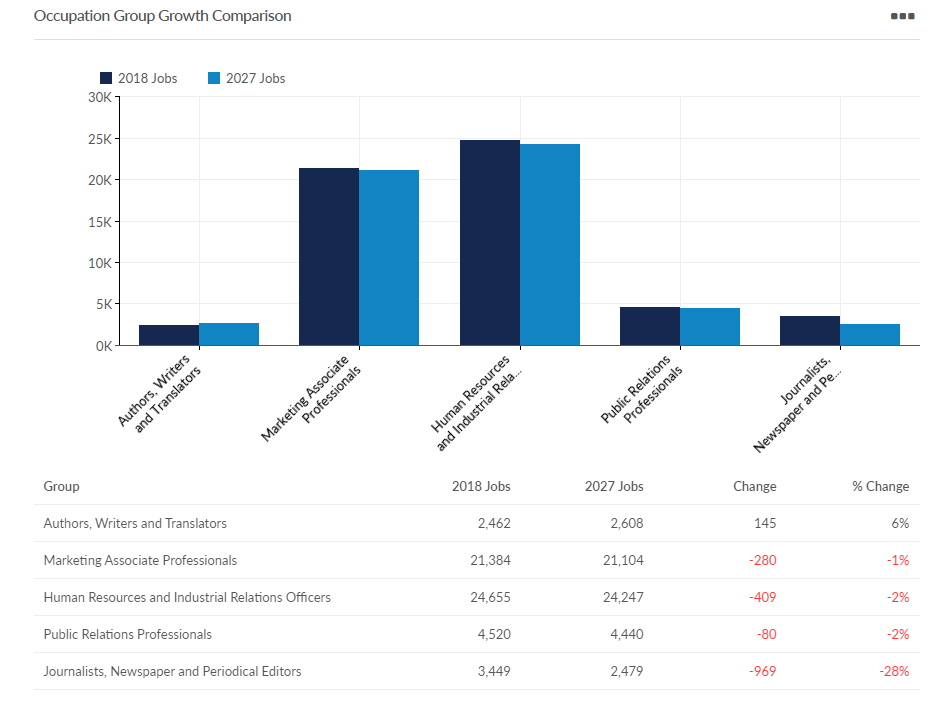 Occupation Group Growth Comparison
2018 Jobs 2027 Jobs
30K
25K
20K
15K
10K
5K
0K
Authors, Writers
and Translators
Marketing Associate
Professionals
Human Resources
and Industrial Rela...
Public Relations
Professionals
Journalists,
Newspaper and Pe...
Group 2018 Jobs 2027 Jobs Change % Change
Authors, Writers and Translators 2,462 2,608 145 6%
Marketing Associate Professionals 21,384 21,104 -280 -1%
Human Resources and Industrial Relations Officers 24,655 24,247 -409 -2%
Public Relations Professionals 4,520 4,440 -80 -2%
Journalists, Newspaper and Periodical Editors 3,449 2,479 -969 -28%